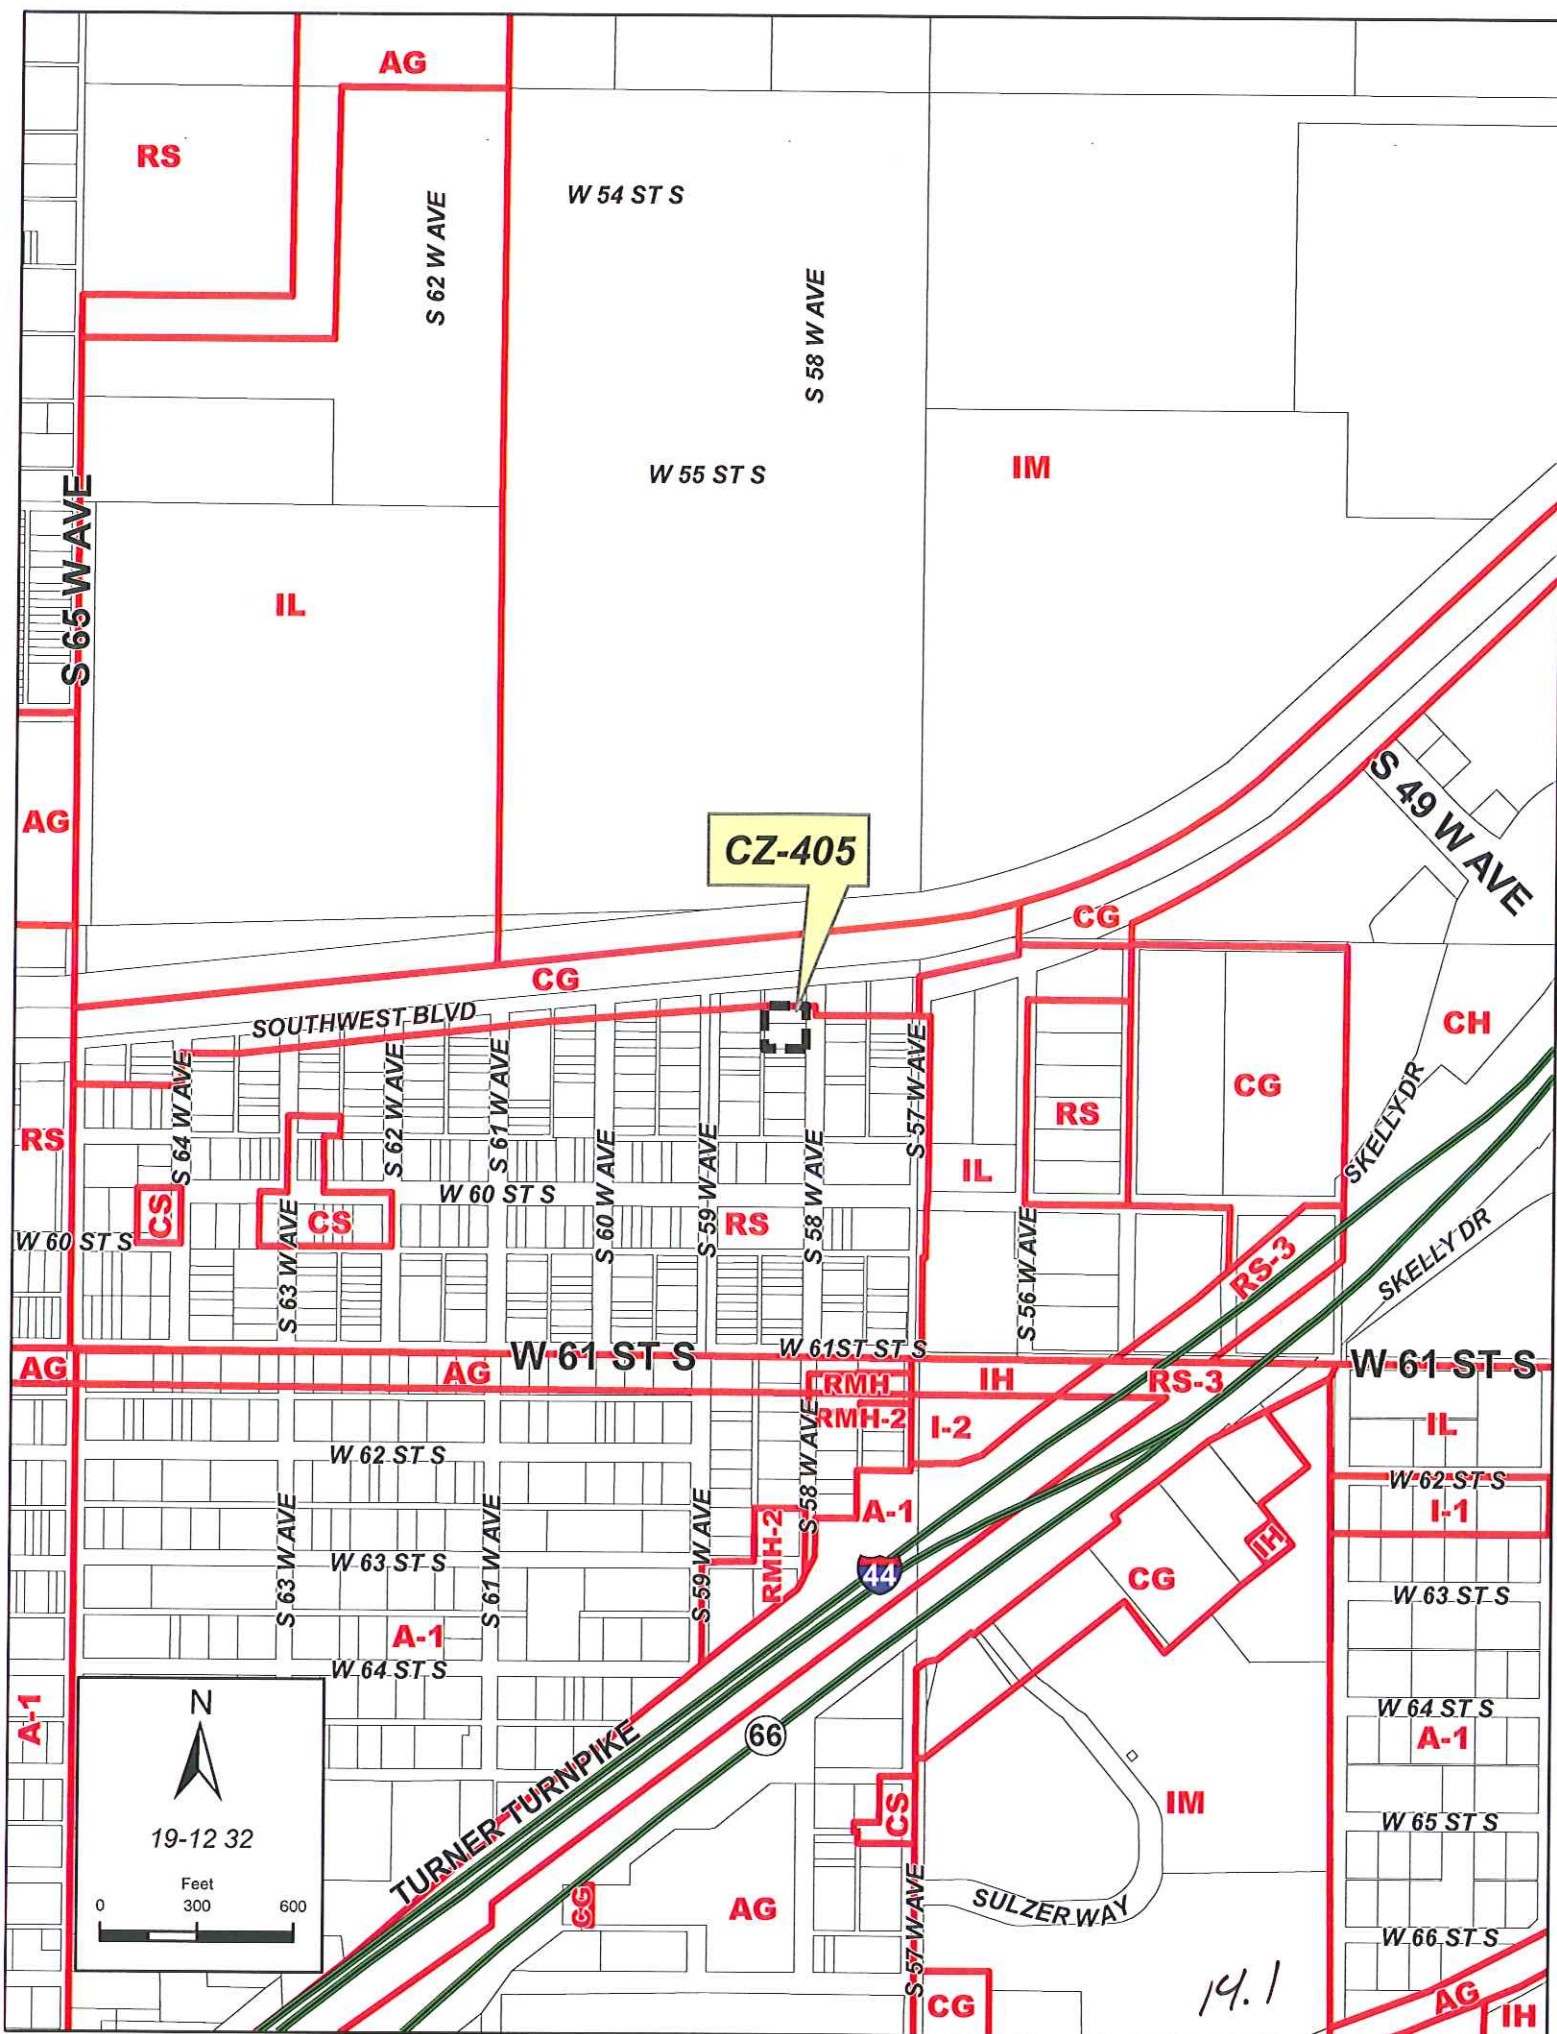 AG
RS
W 54 ST S
S 62 W AVE
S 58 W AVE
IM
W 55 ST S
S 65 W AVE
IL
S 49 W AVE
AG
CZ-405
CG
CG
SOUTHWEST BLVD
CH
S 57 W AVE
S 64 W AVE
S 62 W AVE
S 61 W AVE
CG
RS
SKELLY DR
RS
S 60 W AVE
S 59 W AVE
S 58 W AVE
IL
W 60 ST S
CS
CS
RS
W 60 ST S
S 63 W AVE
S 56 W AVE
RS-3
SKELLY DR
W 61 ST S
W 61ST ST S
W 61 ST S
AG
AG
RMH
IH
RS-3
RMH-2
I-2
IL
W 62 ST S
S 58 W AVE
W 62 ST S
A-1
I-1
S 63 W AVE
S 61 W AVE
S 59 W AVE
RMH-2
IH
W 63 ST S
44
CG
W 63 ST S
A-1
W 64 ST S
A-1
W 64 ST S
N
66
A-1
TURNER TURNPIKE
CS
IM
19-12 32
W 65 ST S
Feet
0 300 600
CG
AG
S 57 W AVE
SULZER WAY
W 66 ST S
14.1
CG
AG
IH